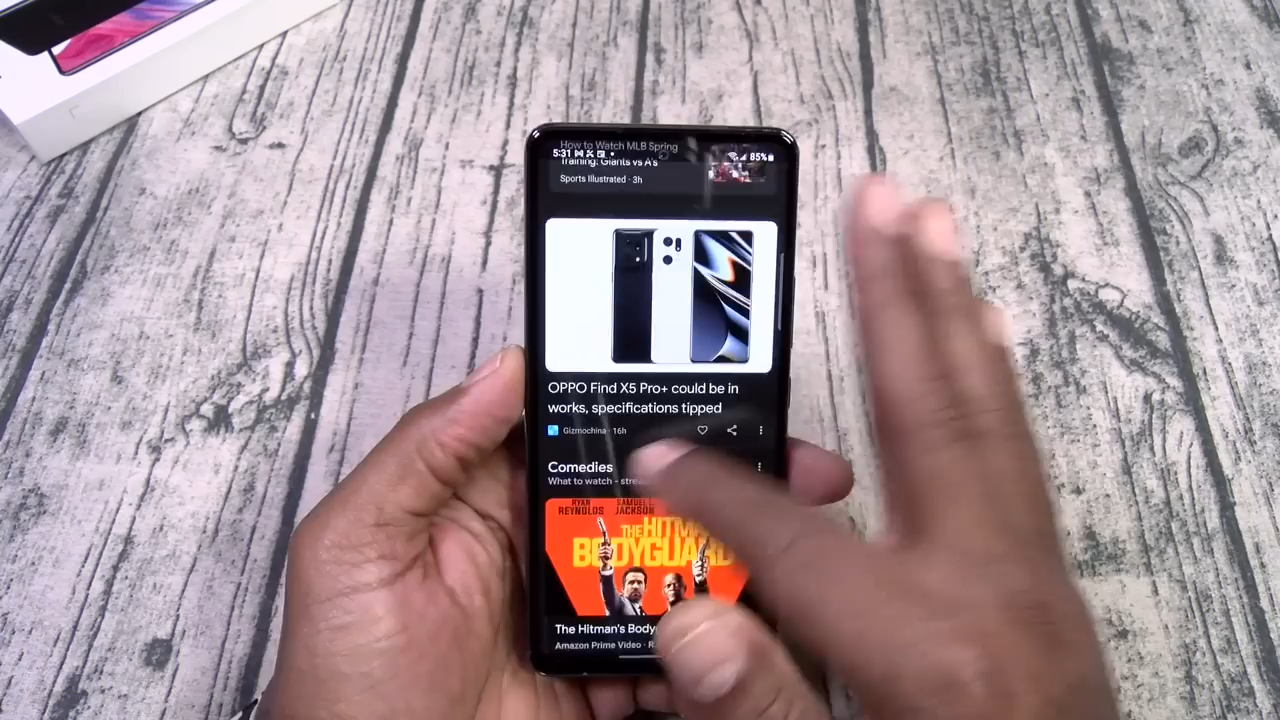 How to Watch MLB Spring
5:31
85%
Training: Giants vs A's
Sports Illustrated · 3h
OPPO Find X5 Pro+ could be in
works, specifications tipped
Gizmochina · 16h
Comedies
What to watch - strea
RYAN
REYNOLDS
SAMUEL L
JACKSON
THE HITMA
BODYGUARD
The Hitman's Body
Amazon Prime Video · R